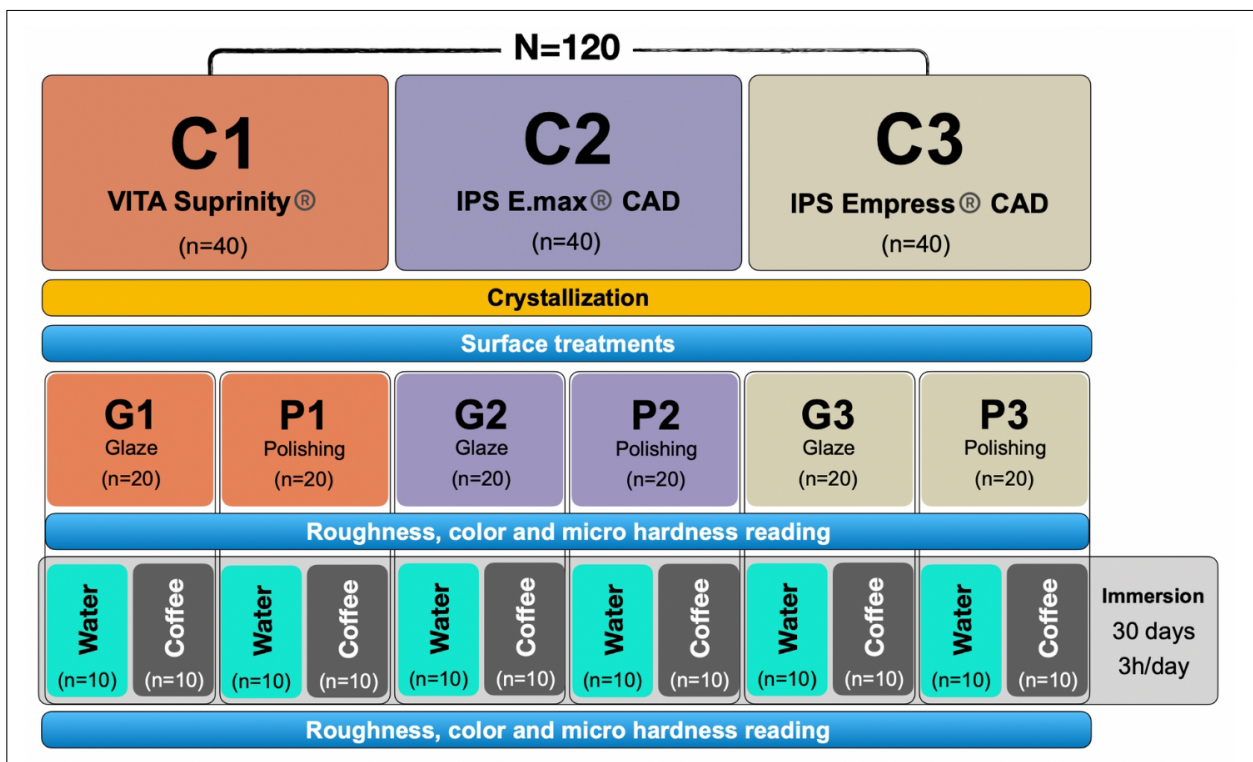 N=120
C1
VITA Suprinity®
(n=40)
C2
IPS E.max® CAD
(n=40)
C3
IPS Empress® CAD
(n=40)
Crystallization
Surface treatments
G1
Glaze
(n=20)
P1
Polishing
(n=20)
G2
Glaze
(n=20)
P2
Polishing
(n=20)
G3
Glaze
(n=20)
P3
Polishing
(n=20)
Roughness, color and micro hardness reading
Water
(n=10)
Coffee
(n=10)
Water
(n=10)
Coffee
(n=10)
Water
(n=10)
Coffee
(n=10)
Water
(n=10)
Coffee
(n=10)
Water
(n=10)
Coffee
(n=10)
Water
(n=10)
Coffee
(n=10)
Immersion
30 days
3h/day
Roughness, color and micro hardness reading